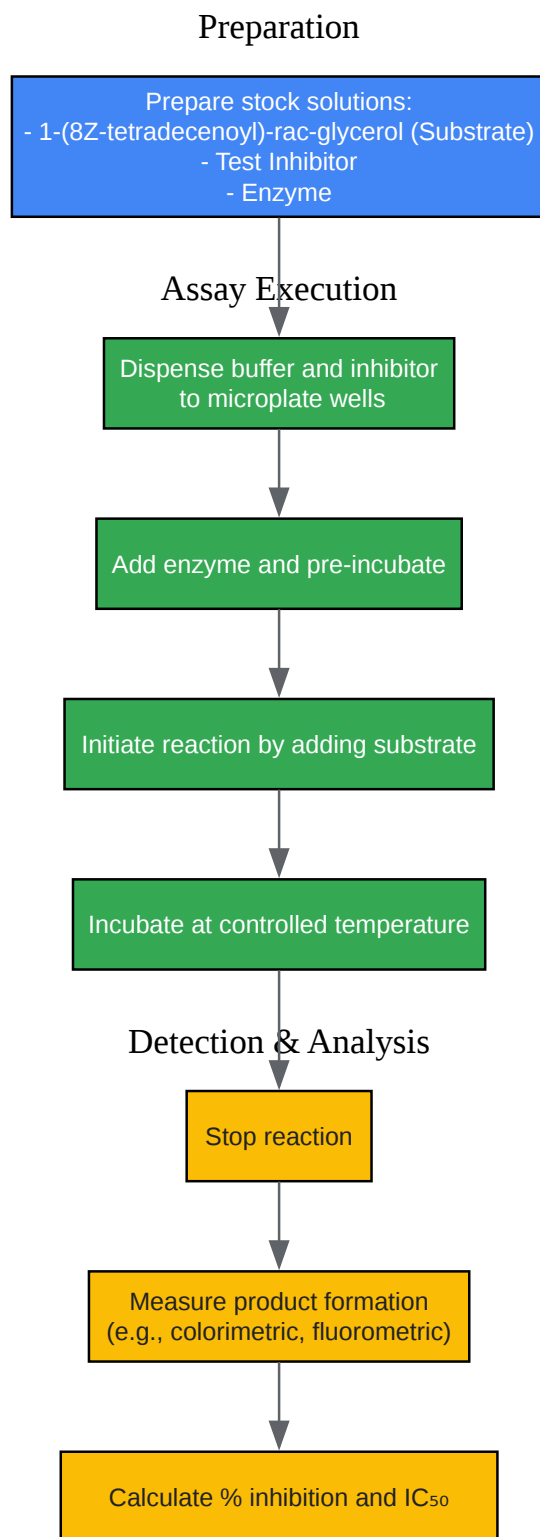 Preparation
Prepare stock solutions:
- 1-(8Z-tetradecenoyl)-rac-glycerol (Substrate)
- Test Inhibitor
- Enzyme
Assay Execution
Dispense buffer and inhibitor
to microplate wells
Add enzyme and pre-incubate
Initiate reaction by adding substrate
Incubate at controlled temperature
Detection & Analysis
Stop reaction
Measure product formation
(e.g., colorimetric, fluorometric)
Calculate % inhibition and IC₅₀